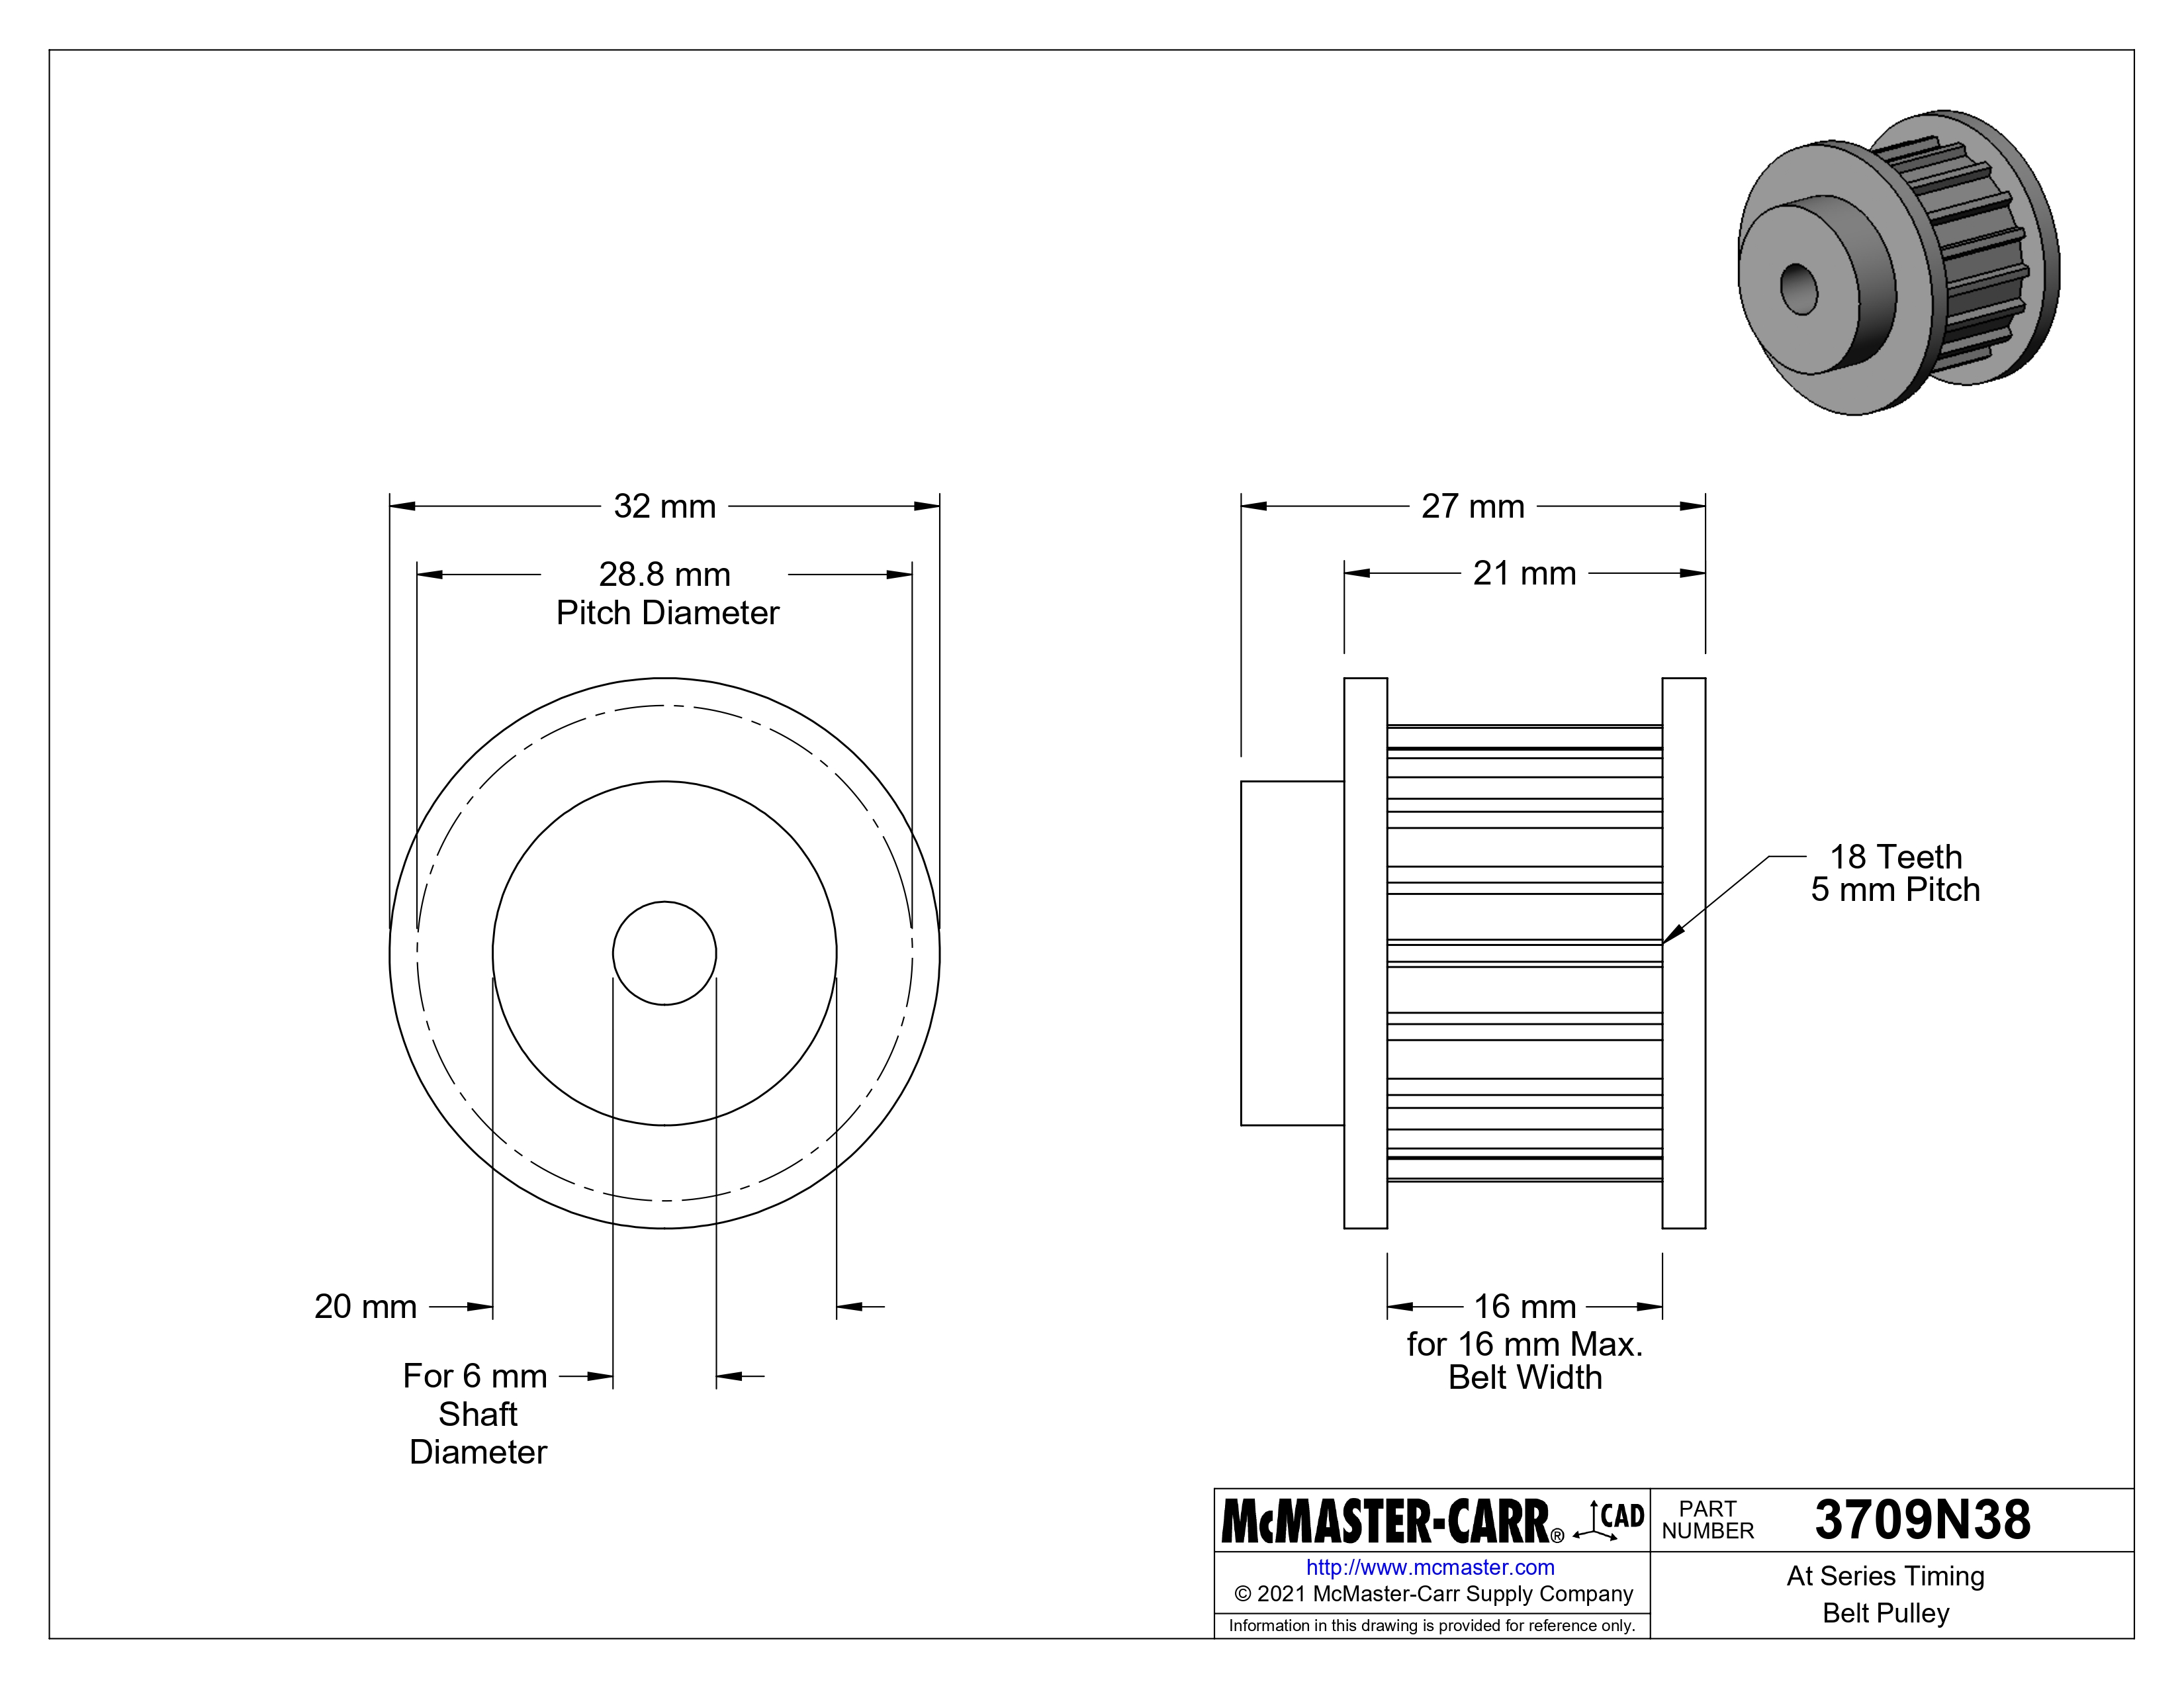 32 mm
28.8 mm
Pitch Diameter
27 mm
21 mm
18 Teeth
5 mm Pitch
20 mm
For 6 mm
Shaft
Diameter
16 mm
for 16 mm Max.
Belt Width
McMASTER-CARR® CAD
http://www.mcmaster.com
© 2021 McMaster-Carr Supply Company
Information in this drawing is provided for reference only.
PART
NUMBER
3709N38
At Series Timing
Belt Pulley